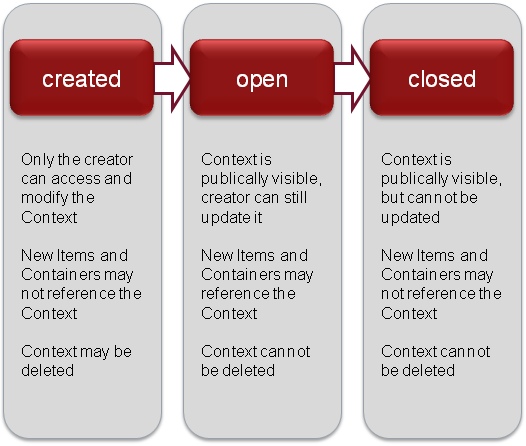 created
Only the creator
can access and
modify the
Context
New Items and
Containers may
not reference the
Context
Context may be
deleted
open
Context is
publically visible,
creator can still
update it
New Items and
Containers may
reference the
Context
Context cannot
be deleted
closed
Context is
publically visible,
but cannot be
updated
New Items and
Containers may
not reference the
Context
Context cannot
be deleted